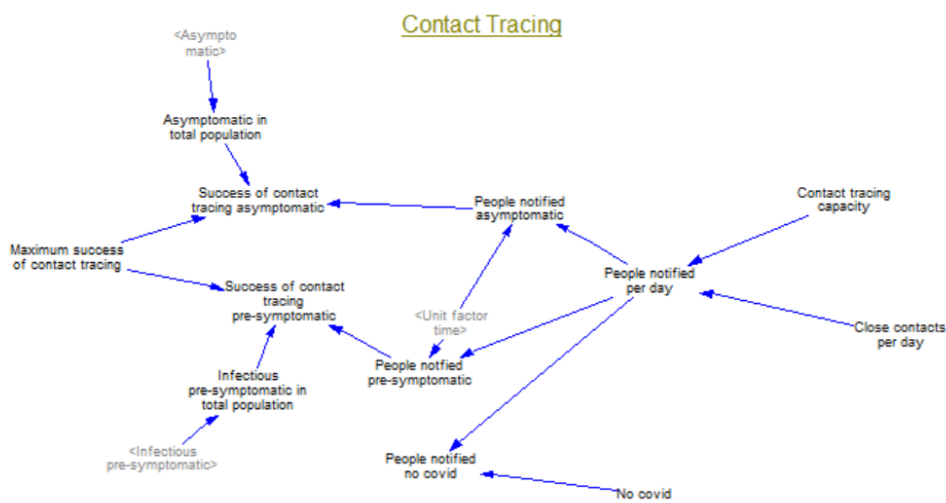 Contact Tracing
<Asympto
matic>
Asymptomatic in
total population
Success of contact
tracing asymptomatic
People notified
asymptomatic
Contact tracing
capacity
Maximum success
of contact tracing
People notified
per day
Success of contact
tracing
pre-symptomatic
<Unit factor
time>
Close contacts
per day
People notfied
pre-symptomatic
Infectious
pre-symptomatic in
total population
<Infectious
pre-symptomatic>
People notified
no covid
No covid